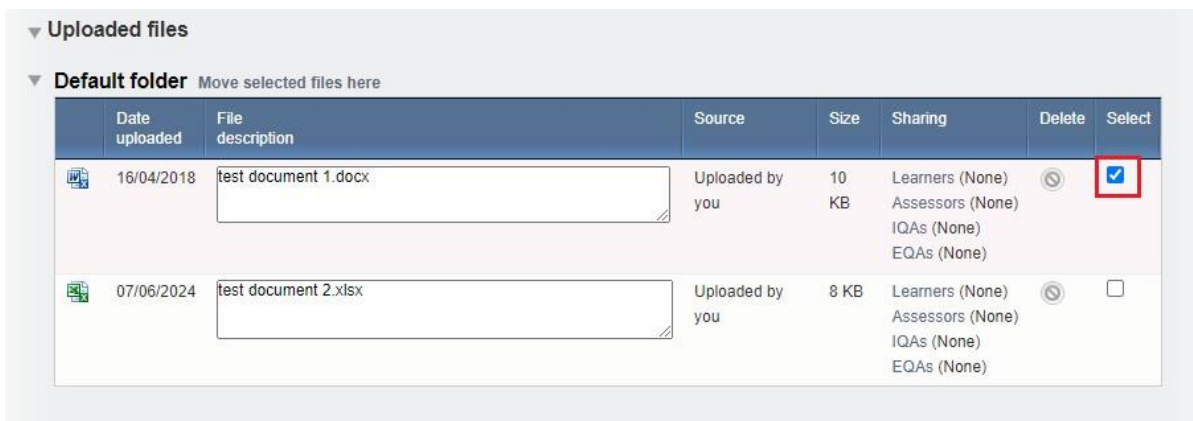 Uploaded files
Default folder Move selected files here
Date uploaded File description Source Size Sharing Delete Select
16/04/2018 test document 1.docx Uploaded by you 10 KB Learners (None)
Assessors (None)
IQAs (None)
EQAs (None)
07/06/2024 test document 2.xlsx Uploaded by you 8 KB Learners (None)
Assessors (None)
IQAs (None)
EQAs (None)